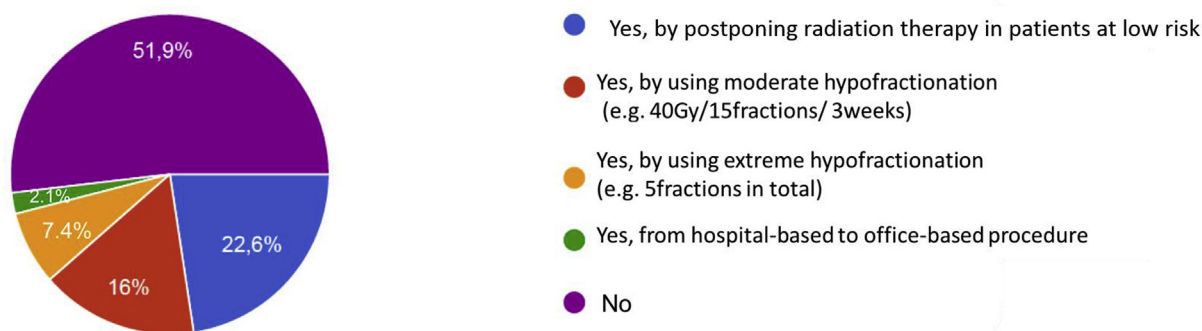 51,9%
2.1%
7.4%
16%
22,6%
Yes, by postponing radiation therapy in patients at low risk
Yes, by using moderate hypofractionation
(e.g. 40Gy/15fractions/ 3weeks)
Yes, by using extreme hypofractionation
(e.g. 5fractions in total)
Yes, from hospital-based to office-based procedure
No